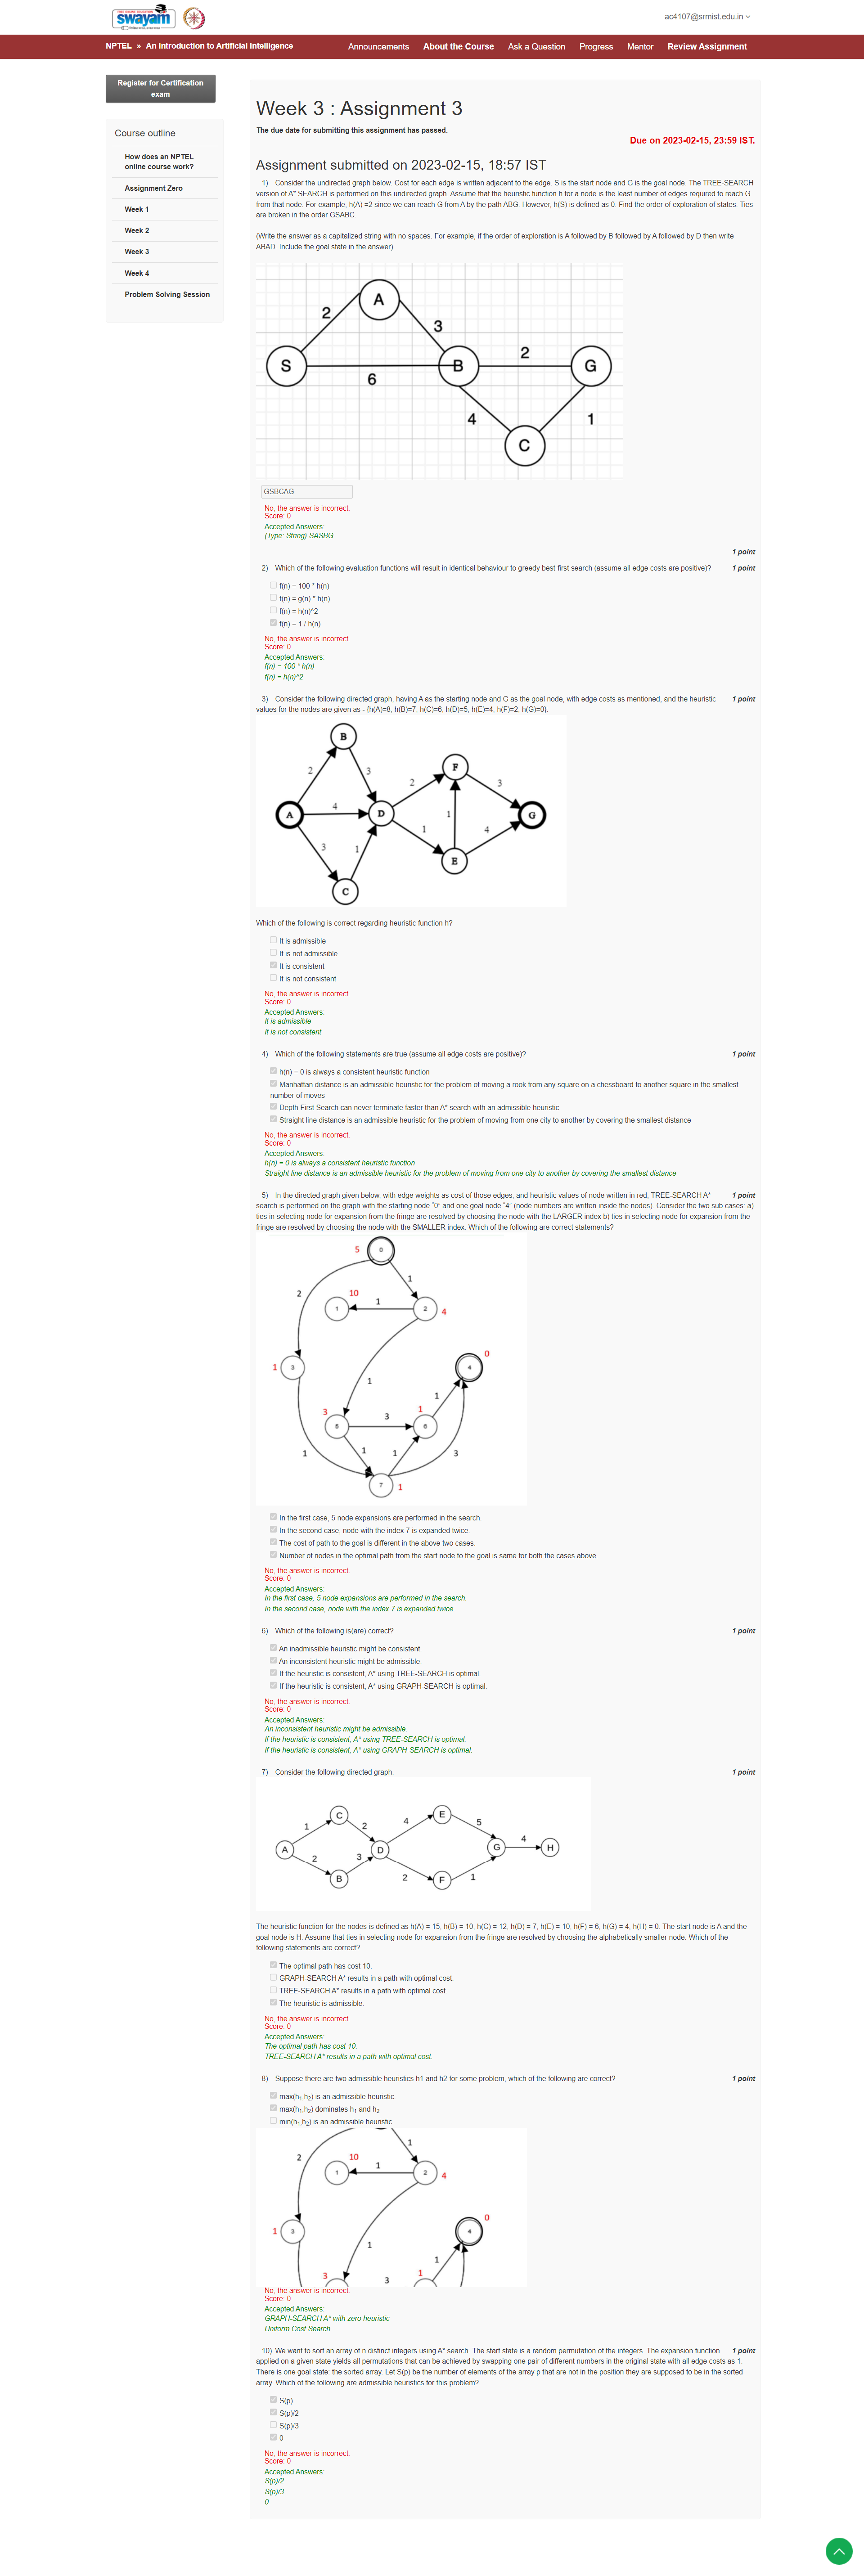 swayam
ac4107@srmist.edu.in
NPTEL » An Introduction to Artificial Intelligence
Announcements About the Course Ask a Question Progress Mentor Review Assignment
Register for Certification
exam
Course outline
How does an NPTEL
online course work?
Assignment Zero
Week 1
Week 2
Week 3
Week 4
Problem Solving Session
Week 3 : Assignment 3
The due date for submitting this assignment has passed.
Due on 2023-02-15, 23:59 IST.
Assignment submitted on 2023-02-15, 18:57 IST
1) Consider the undirected graph below. Cost for each edge is written adjacent to the edge. S is the start node and G is the goal node. The TREE-SEARCH
version of A* SEARCH is performed on this undirected graph. Assume that the heuristic function h for a node is the least number of edges required to reach G
from that node. For example, h(A) =2 since we can reach G from A by the path ABG. However, h(S) is defined as 0. Find the order of exploration of states. Ties
are broken in the order GSABC.
(Write the answer as a capitalized string with no spaces. For example, if the order of exploration is A followed by B followed by A followed by D then write
ABAD. Include the goal state in the answer)
A
2
3
S
B
2
G
6
4
1
C
GSBCAG
No, the answer is incorrect.
Score: 0
Accepted Answers:
(Type: String) SASBG
1 point
2) Which of the following evaluation functions will result in identical behaviour to greedy best-first search (assume all edge costs are positive)? 1 point
f(n) = 100 * h(n)
f(n) = g(n) * h(n)
f(n) = h(n)^2
f(n) = 1 / h(n)
No, the answer is incorrect.
Score: 0
Accepted Answers:
f(n) = 100 * h(n)
f(n) = h(n)^2
3) Consider the following directed graph, having A as the starting node and G as the goal node, with edge costs as mentioned, and the heuristic 1 point
values for the nodes are given as - {h(A)=8, h(B)=7, h(C)=6, h(D)=5, h(E)=4, h(F)=2, h(G)=0}:
B
2
3
F
2
3
A
4
D
1
G
3
1
1
4
E
C
Which of the following is correct regarding heuristic function h?
It is admissible
It is not admissible
It is consistent
It is not consistent
No, the answer is incorrect.
Score: 0
Accepted Answers:
It is admissible
It is not consistent
4) Which of the following statements are true (assume all edge costs are positive)? 1 point
h(n) = 0 is always a consistent heuristic function
Manhattan distance is an admissible heuristic for the problem of moving a rook from any square on a chessboard to another square in the smallest
number of moves
Depth First Search can never terminate faster than A* search with an admissible heuristic
Straight line distance is an admissible heuristic for the problem of moving from one city to another by covering the smallest distance
No, the answer is incorrect.
Score: 0
Accepted Answers:
h(n) = 0 is always a consistent heuristic function
Straight line distance is an admissible heuristic for the problem of moving from one city to another by covering the smallest distance
5) In the directed graph given below, with edge weights as cost of those edges, and heuristic values of node written in red, TREE-SEARCH A* 1 point
search is performed on the graph with the starting node "0" and one goal node "4" (node numbers are written inside the nodes). Consider the two sub cases: a)
ties in selecting node for expansion from the fringe are resolved by choosing the node with the LARGER index b) ties in selecting node for expansion from the
fringe are resolved by choosing the node with the SMALLER index. Which of the following are correct statements?
5 0
1
2
10
1
1 2 4
0
1 3 4
1
1
3 1
3
5 6
1 1 1 3
7 1
In the first case, 5 node expansions are performed in the search.
In the second case, node with the index 7 is expanded twice.
The cost of path to the goal is different in the above two cases.
Number of nodes in the optimal path from the start node to the goal is same for both the cases above.
No, the answer is incorrect.
Score: 0
Accepted Answers:
In the first case, 5 node expansions are performed in the search.
In the second case, node with the index 7 is expanded twice.
6) Which of the following is(are) correct? 1 point
An inadmissible heuristic might be consistent.
An inconsistent heuristic might be admissible.
If the heuristic is consistent, A* using TREE-SEARCH is optimal.
If the heuristic is consistent, A* using GRAPH-SEARCH is optimal.
No, the answer is incorrect.
Score: 0
Accepted Answers:
An inconsistent heuristic might be admissible.
If the heuristic is consistent, A* using TREE-SEARCH is optimal.
If the heuristic is consistent, A* using GRAPH-SEARCH is optimal.
7) Consider the following directed graph. 1 point
C E
1 2 4 5
A D G 4 H
2 3 2 1
B F
The heuristic function for the nodes is defined as h(A) = 15, h(B) = 10, h(C) = 12, h(D) = 7, h(E) = 10, h(F) = 6, h(G) = 4, h(H) = 0. The start node is A and the
goal node is H. Assume that ties in selecting node for expansion from the fringe are resolved by choosing the alphabetically smaller node. Which of the
following statements are correct?
The optimal path has cost 10.
GRAPH-SEARCH A* results in a path with optimal cost.
TREE-SEARCH A* results in a path with optimal cost.
The heuristic is admissible.
No, the answer is incorrect.
Score: 0
Accepted Answers:
The optimal path has cost 10.
TREE-SEARCH A* results in a path with optimal cost.
8) Suppose there are two admissible heuristics h1 and h2 for some problem, which of the following are correct? 1 point
max(h1,h2) is an admissible heuristic.
max(h1,h2) dominates h1 and h2
min(h1,h2) is an admissible heuristic.
1
2
10
1
1 2 4
0
1 3 4
1
1
3 1
3
No, the answer is incorrect.
Score: 0
Accepted Answers:
GRAPH-SEARCH A* with zero heuristic
Uniform Cost Search
10) We want to sort an array of n distinct integers using A* search. The start state is a random permutation of the integers. The expansion function 1 point
applied on a given state yields all permutations that can be achieved by swapping one pair of different numbers in the original state with all edge costs as 1.
There is one goal state: the sorted array. Let S(p) be the number of elements of the array p that are not in the position they are supposed to be in the sorted
array. Which of the following are admissible heuristics for this problem?
S(p)
S(p)/2
S(p)/3
0
No, the answer is incorrect.
Score: 0
Accepted Answers:
S(p)/2
S(p)/3
0